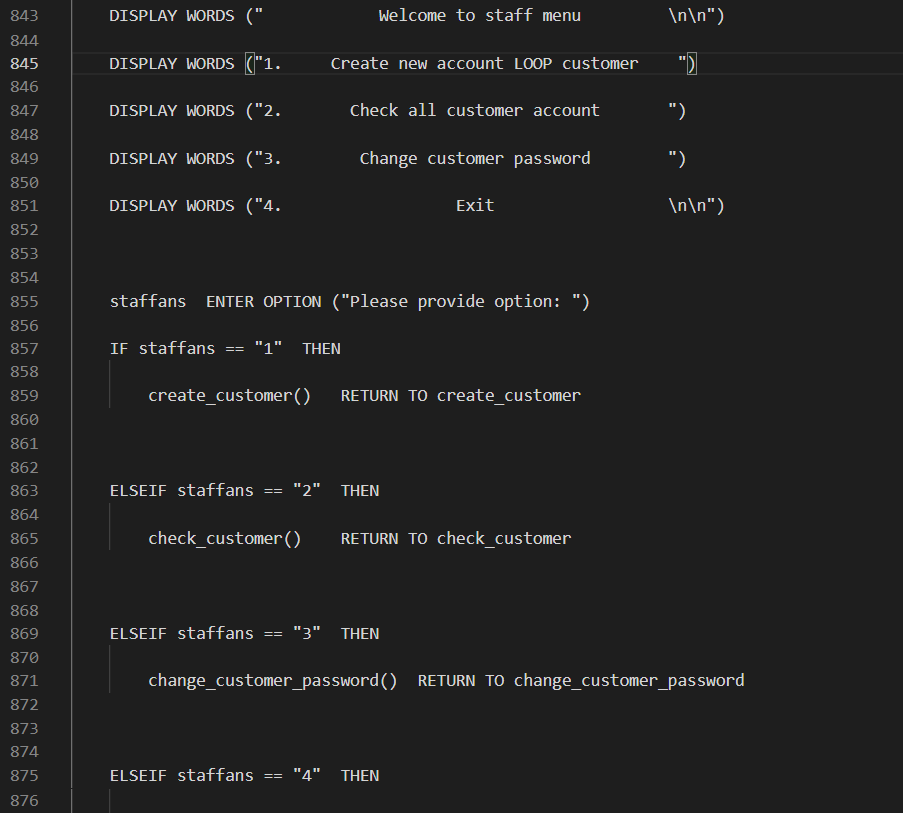 843 DISPLAY WORDS ("            Welcome to staff menu         \n\n")
844
845 DISPLAY WORDS ("1.     Create new account LOOP customer    ")
846
847 DISPLAY WORDS ("2.       Check all customer account       ")
848
849 DISPLAY WORDS ("3.        Change customer password        ")
850
851 DISPLAY WORDS ("4.                  Exit                  \n\n")
852
853
854
855 staffans  ENTER OPTION ("Please provide option: ")
856
857 IF staffans == "1"  THEN
858
859     create_customer()   RETURN TO create_customer
860
861
862
863 ELSEIF staffans == "2"  THEN
864
865     check_customer()    RETURN TO check_customer
866
867
868
869 ELSEIF staffans == "3"  THEN
870
871     change_customer_password()  RETURN TO change_customer_password
872
873
874
875 ELSEIF staffans == "4"  THEN
876